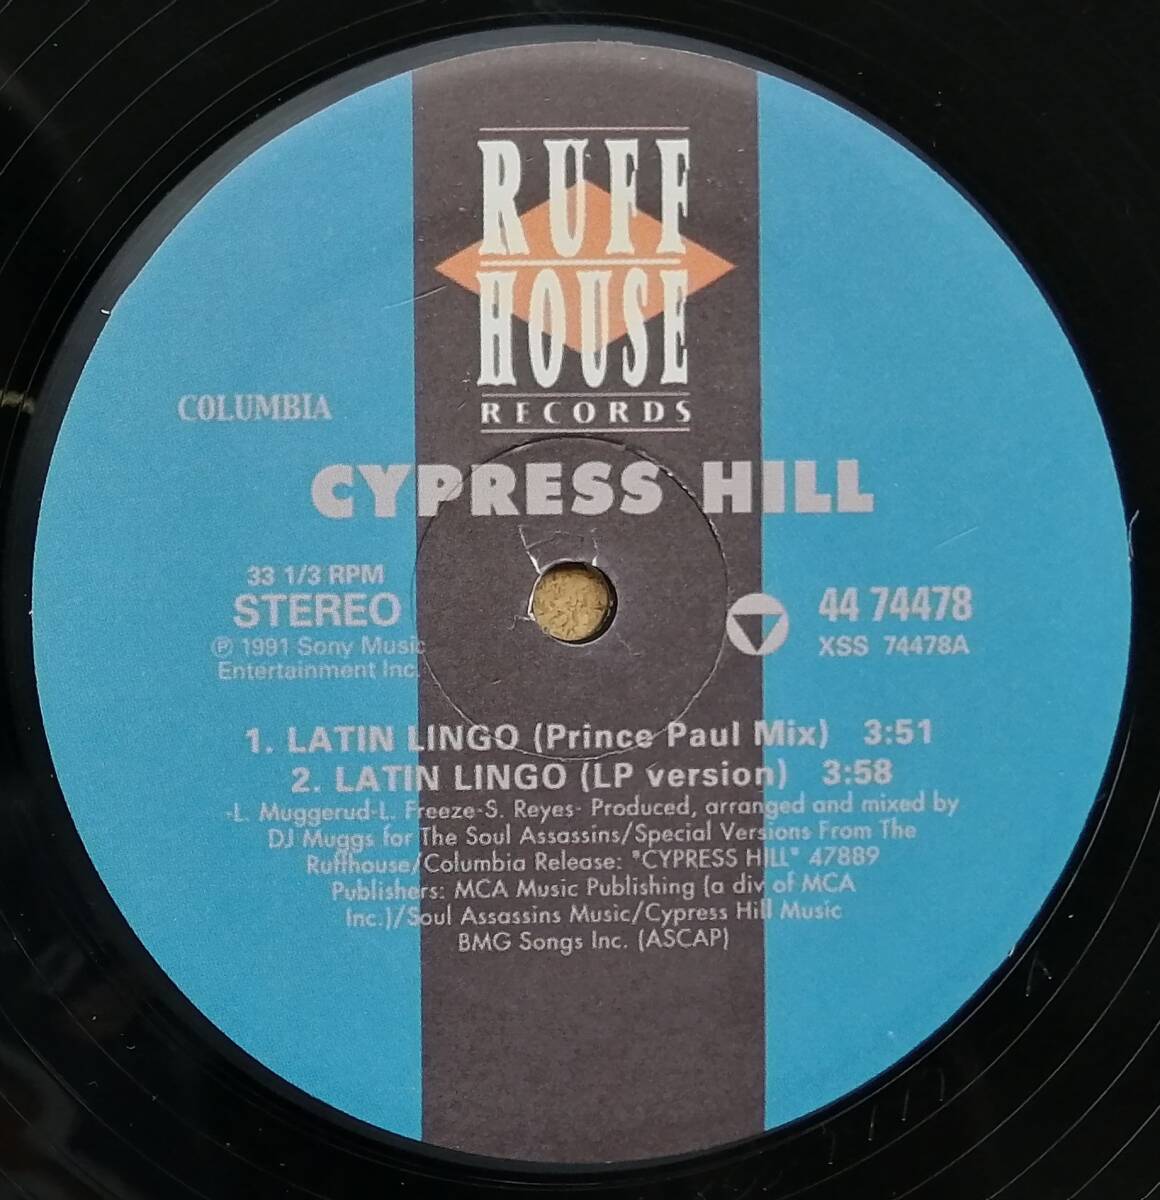 RUFF
HOUSE
RECORDS
COLUMBIA
CYPRESS HILL
33 1/3 RPM
STEREO
℗ 1991 Sony Music
Entertainment Inc.
44 74478
XSS 74478A
1. LATIN LINGO (Prince Paul Mix) 3:51
2. LATIN LINGO (LP version) 3:58
-L. Muggerud-L. Freeze-S. Reyes- Produced, arranged and mixed by
DJ Muggs for The Soul Assassins/Special Versions From The
Ruffhouse/Columbia Release: "CYPRESS HILL" 47889
Publishers: MCA Music Publishing (a div of MCA
Inc.)/Soul Assassins Music/Cypress Hill Music
BMG Songs Inc. (ASCAP)